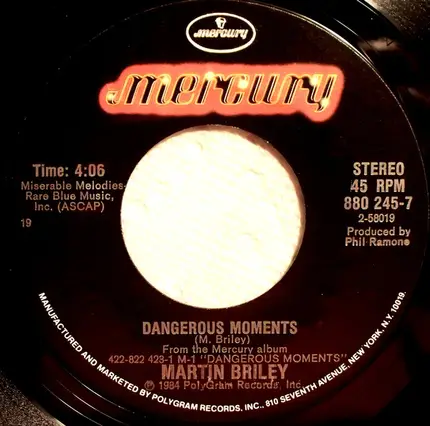 mercury
mercury
Time: 4:06
Miserable Melodies-
Rare Blue Music,
Inc. (ASCAP)
19
STEREO
45 RPM
880 245-7
2-58019
Produced by
Phil Ramone
DANGEROUS MOMENTS
(M. Briley)
From the Mercury album
422-822 423-1 M-1 "DANGEROUS MOMENTS"
MARTIN BRILEY
℗ 1984 PolyGram Records, Inc.
MANUFACTURED AND MARKETED BY POLYGRAM RECORDS, INC., 810 SEVENTH AVENUE, NEW YORK, N.Y. 10019.